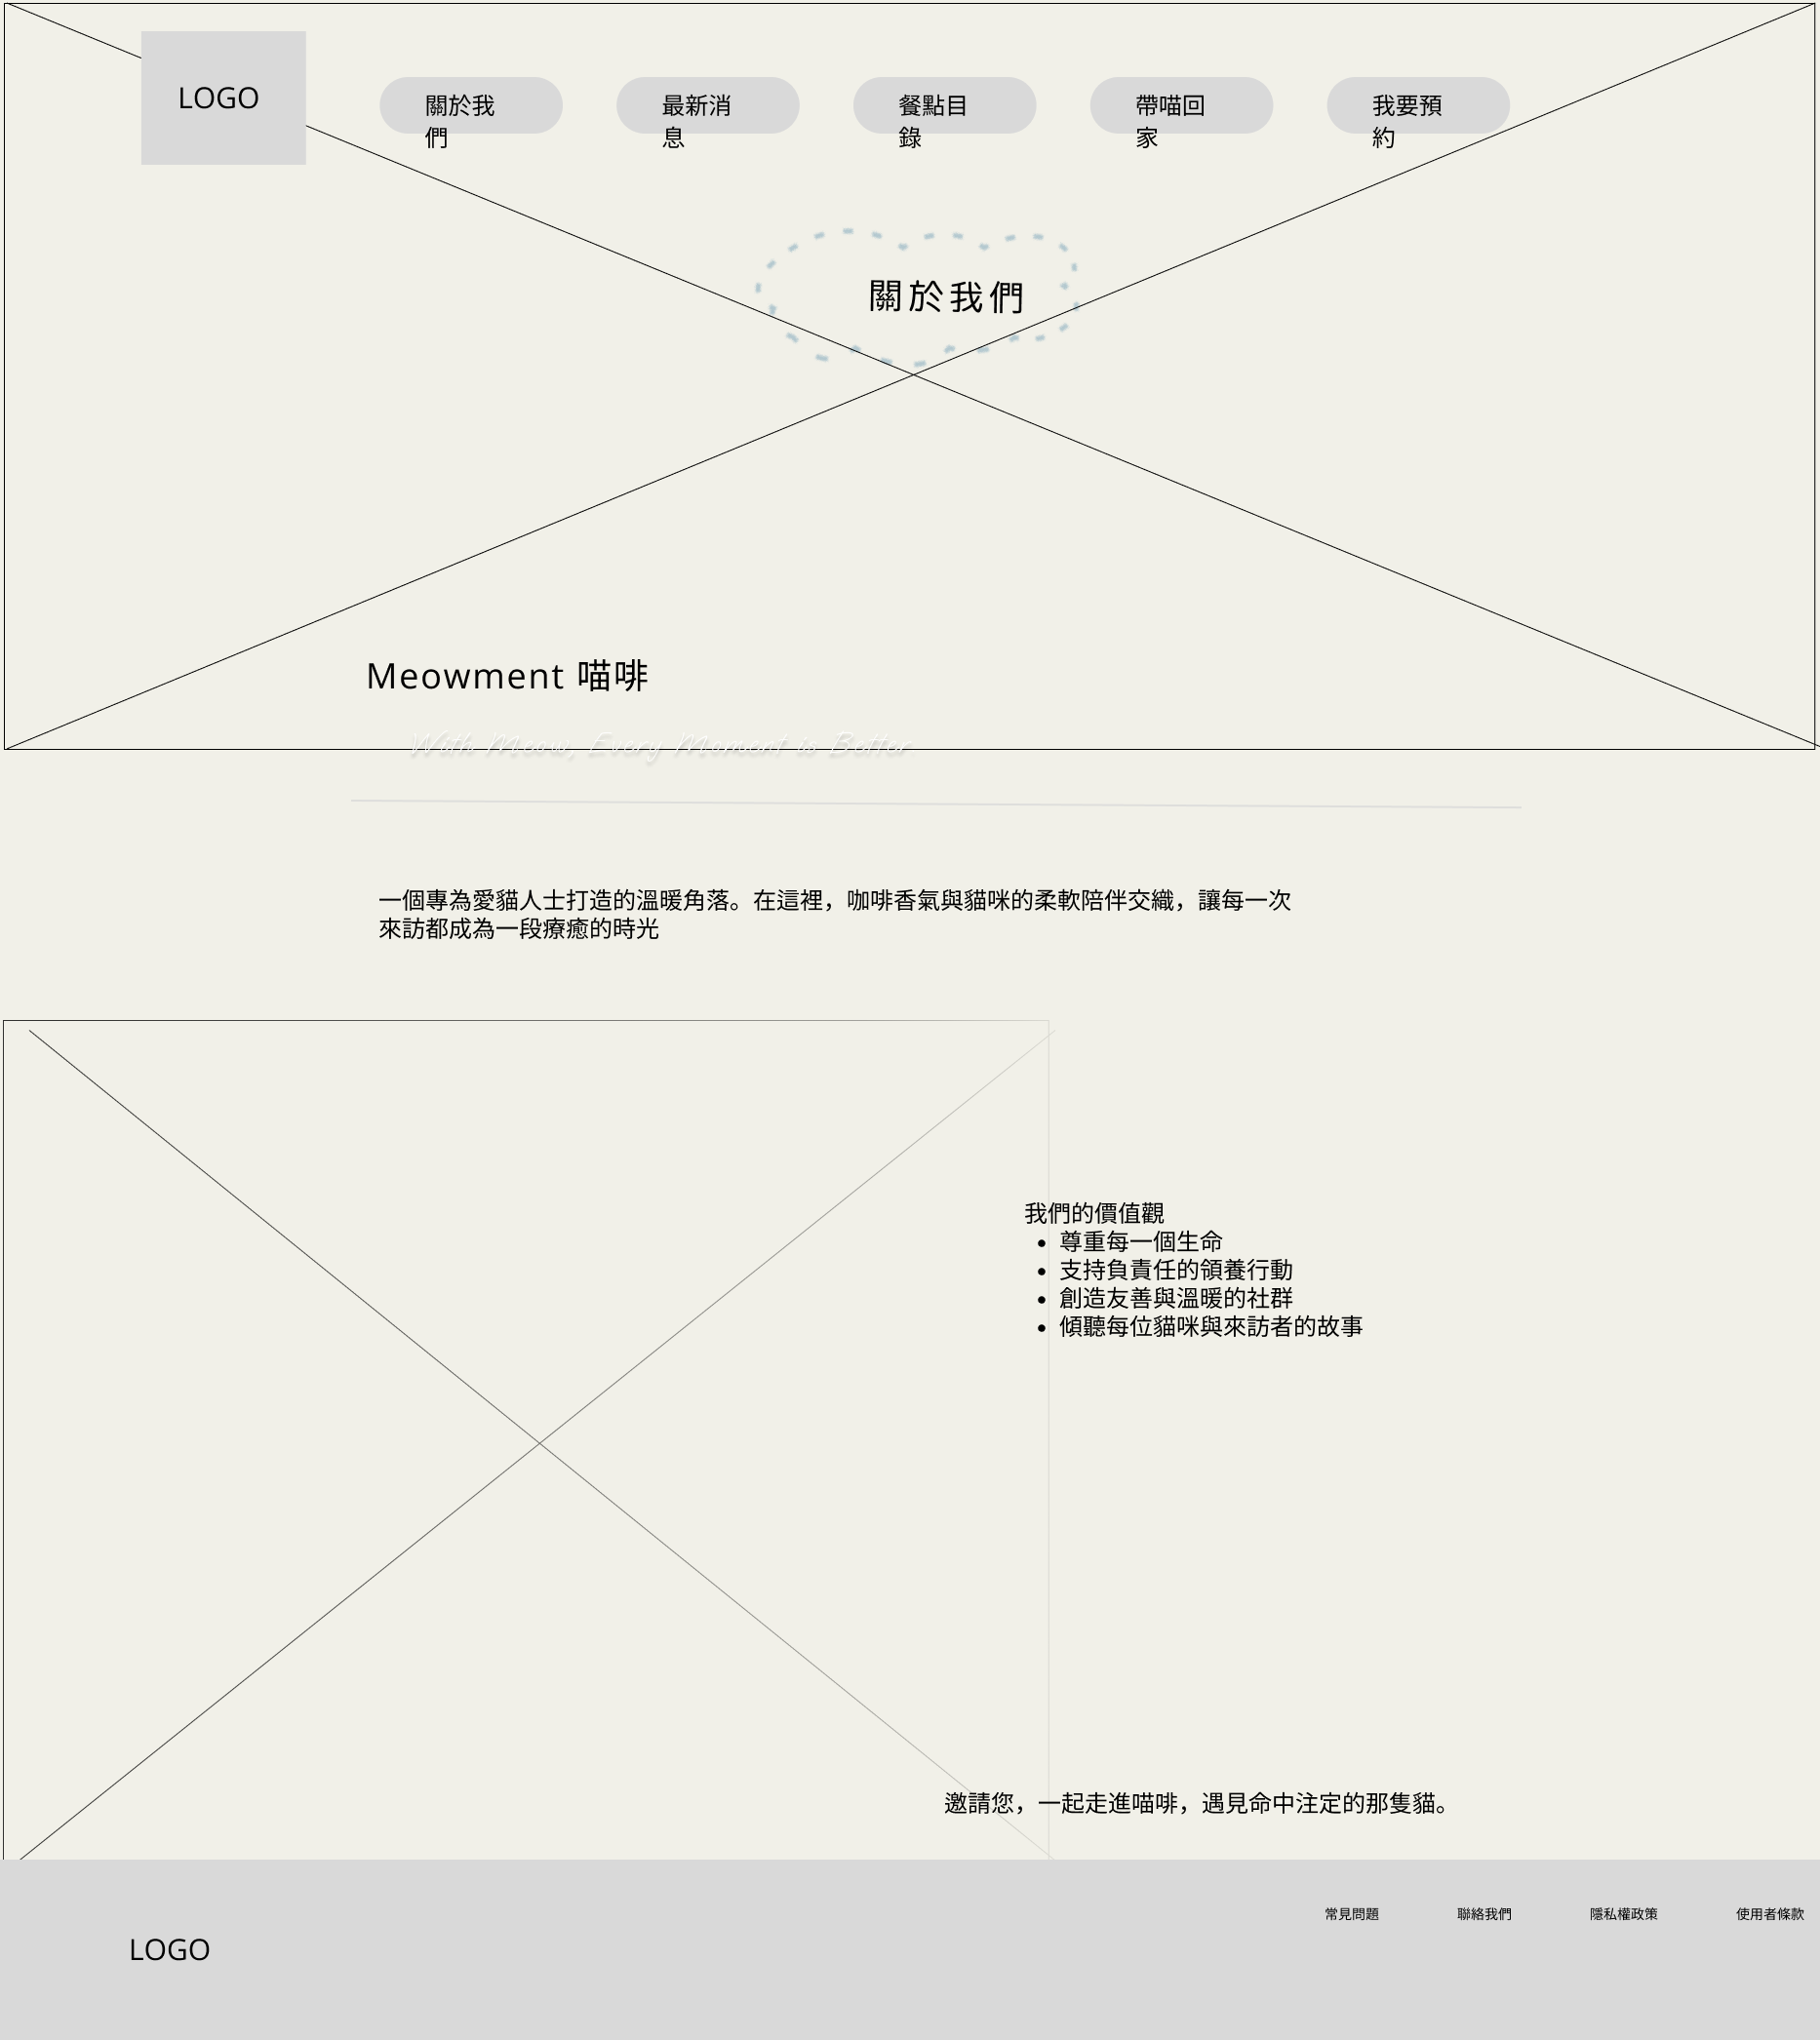 LOGO
關於我
們
最新消
息
餐點目
錄
帶喵回
家
我要預
約
關於我們
Meowment 喵啡
With Meow, Every Moment is Better
一個專為愛貓人士打造的溫暖角落。在這裡，咖啡香氣與貓咪的柔軟陪伴交織，讓每一次
來訪都成為一段療癒的時光
我們的價值觀
• 尊重每一個生命
• 支持負責任的領養行動
• 創造友善與溫暖的社群
• 傾聽每位貓咪與來訪者的故事
邀請您，一起走進喵啡，遇見命中注定的那隻貓。
常見問題 聯絡我們 隱私權政策 使用者條款
LOGO